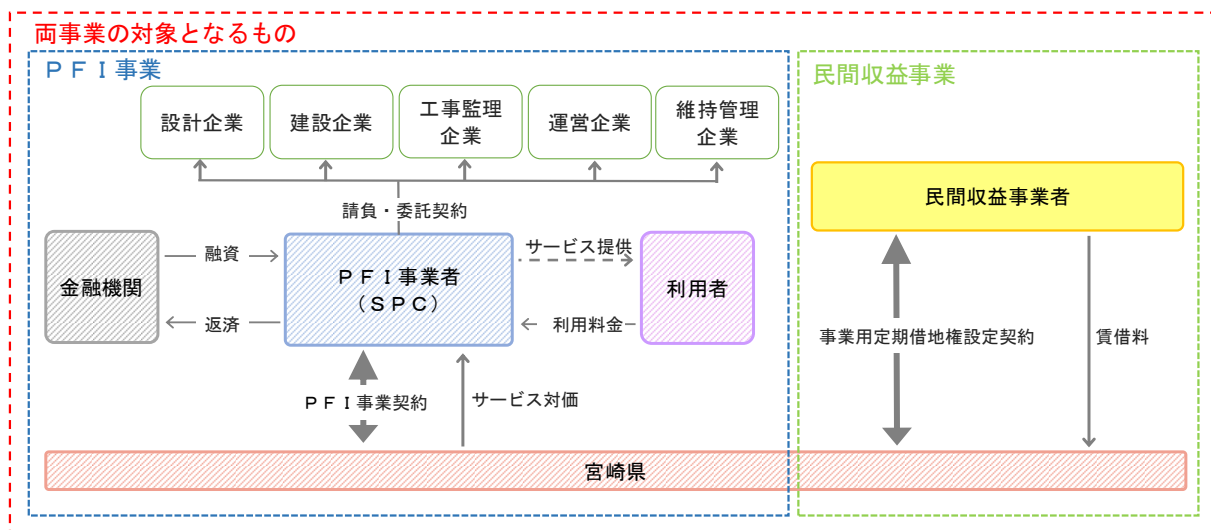 両事業の対象となるもの
ＰＦＩ事業
民間収益事業
設計企業
建設企業
工事監理
企業
運営企業
維持管理
企業
民間収益事業者
請負・委託契約
金融機関
融資
返済
ＰＦＩ事業者
（ＳＰＣ）
サービス提供
利用料金
利用者
事業用定期借地権設定契約
賃借料
ＰＦＩ事業契約
サービス対価
宮崎県